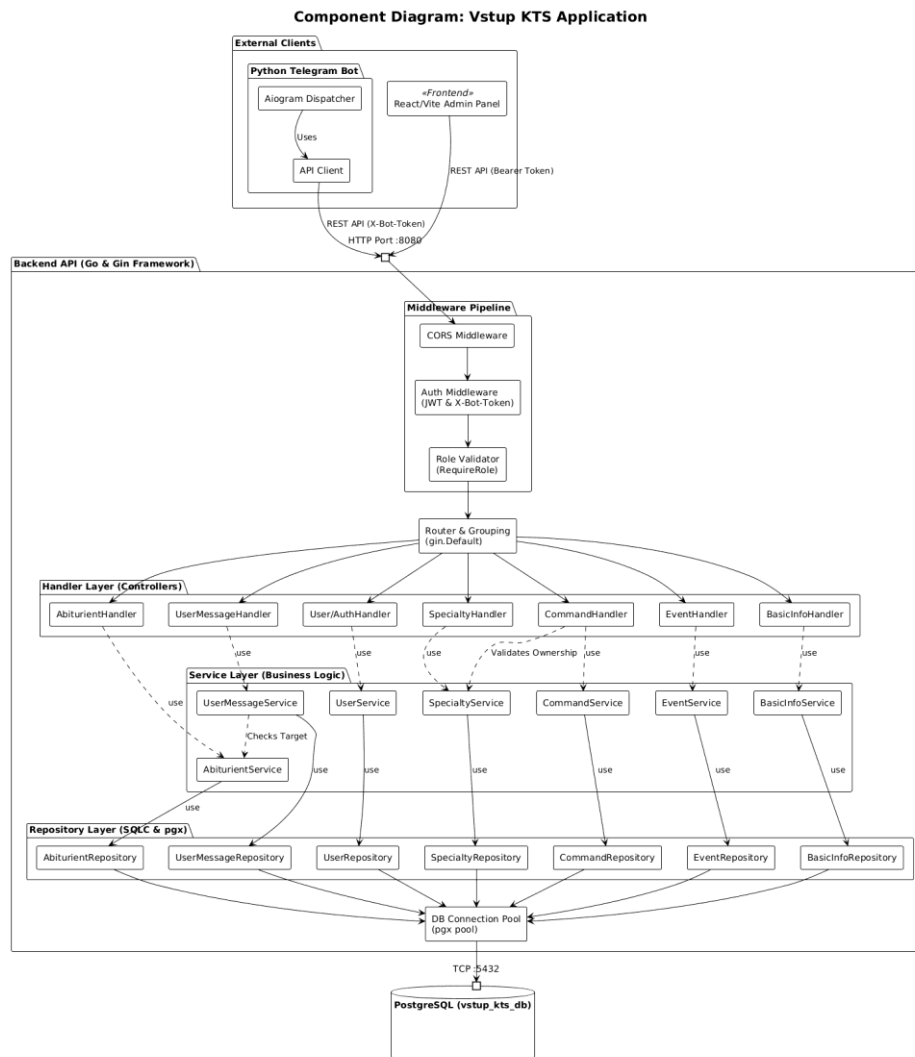 Component Diagram: Vstup KTS Application
External Clients
Python Telegram Bot
Aiogram Dispatcher
«Frontend»
React/Vite Admin Panel
Uses
API Client
REST API (Bearer Token)
REST API (X-Bot-Token)
HTTP Port :8080
Backend API (Go & Gin Framework)
Middleware Pipeline
CORS Middleware
Auth Middleware
(JWT & X-Bot-Token)
Role Validator
(RequireRole)
Router & Grouping
(gin.Default)
Handler Layer (Controllers)
AbiturientHandler
UserMessageHandler
User/AuthHandler
SpecialtyHandler
CommandHandler
EventHandler
BasicInfoHandler
use
use
use
Validates Ownership
use
use
use
Service Layer (Business Logic)
UserMessageService
UserService
SpecialtyService
CommandService
EventService
BasicInfoService
use
Checks Target
AbiturientService
use
use
use
use
use
use
use
Repository Layer (SQLC & pgx)
AbiturientRepository
UserMessageRepository
UserRepository
SpecialtyRepository
CommandRepository
EventRepository
BasicInfoRepository
DB Connection Pool
(pgx pool)
TCP :5432
PostgreSQL (vstup_kts_db)